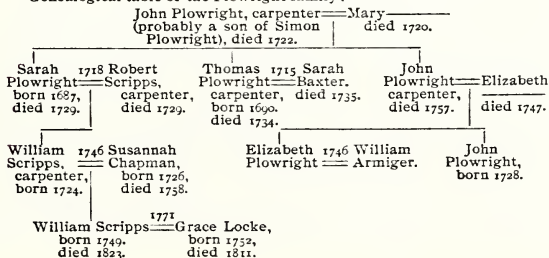 Genealogical table of the Plowright family:
John Plowright, carpenter══Mary———
(probably a son of Simon died 1720.
Plowright), died 1722.
Sarah 1718 Robert Thomas 1715 Sarah John
Plowright══Scripps, Plowright══Baxter. Plowright══Elizabeth
born 1687, carpenter, carpenter, died 1735. carpenter, ———
died 1729. died 1729. born 1690. died 1757. died 1747.
died 1734.
William 1746 Susannah Elizabeth 1746 William John
Scripps, ══ Chapman, Plowright ══ Armiger. Plowright,
carpenter, born 1726, born 1728.
born 1724. died 1758.
1771
William Scripps══Grace Locke,
born 1749. born 1752,
died 1823. died 1811.